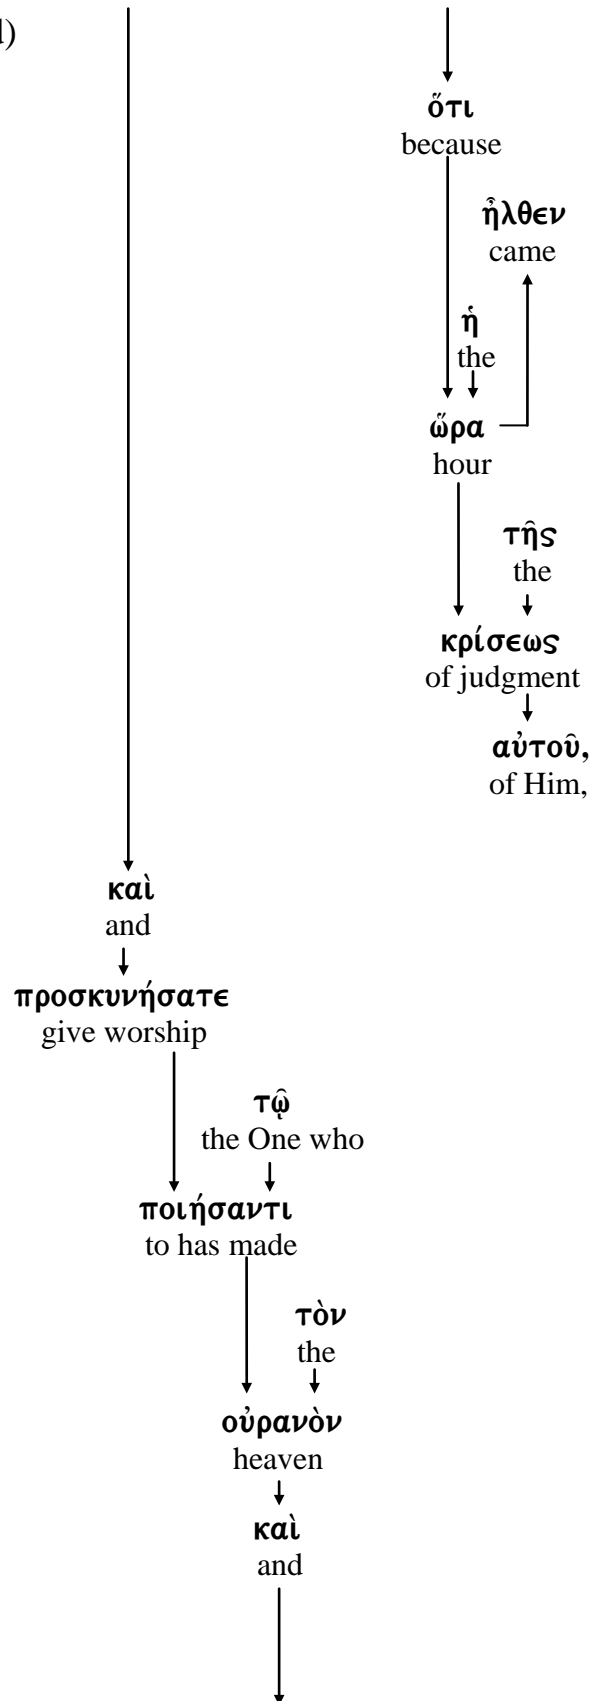 )
ὅτι
because
ἦλθεν
came
ἡ
the
ὥρα
hour
τῆς
the
κρίσεως
of judgment
αὐτοῦ,
of Him,
καὶ
and
προσκυνήσατε
give worship
τῷ
the One who
ποιήσαντι
to has made
τὸν
the
οὐρανὸν
heaven
καὶ
and